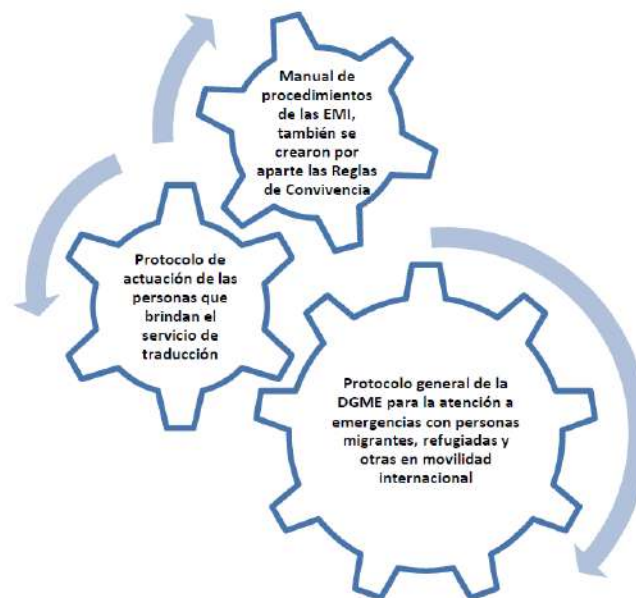 Manual de
procedimientos
de las EMI,
también se
crearon por
aparte las Reglas
de Convivencia
Protocolo de
actuación de las
personas que
brindan el
servicio de
traducción
Protocolo general de la
DGME para la atención a
emergencias con personas
migrantes, refugiadas y
otras en movilidad
internacional